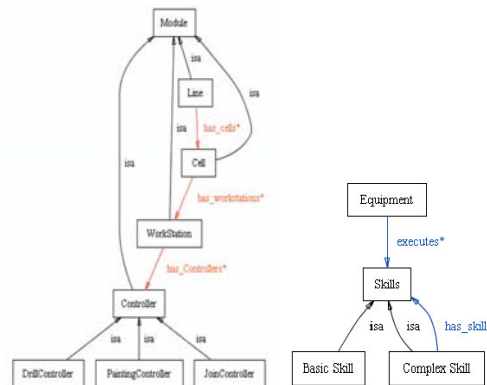 Module
isa
isa
Line
isa
isa
has_cells*
isa
Cell
has_workstations*
WorkStation
has_Controllers*
Controller
isa
isa
isa
DrillController
PaintingController
JoinController
Equipment
executes*
Skills
isa
isa
has_skill
Basic Skill
Complex Skill